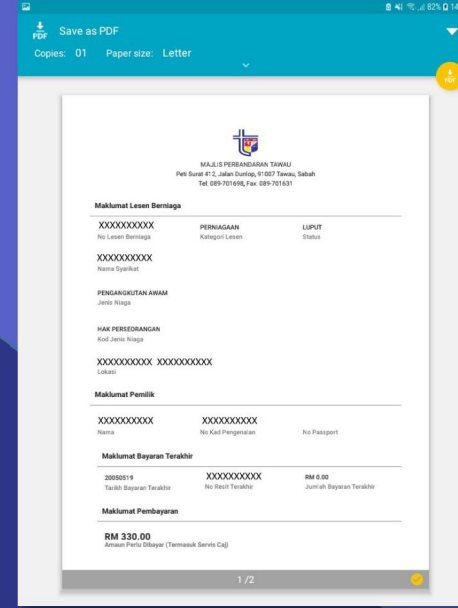 82% 14
PDF Save as PDF
Copies: 01 Paper size: Letter
PDF
MAJLIS PERBANDARAN TAWAU
Peti Surat 412, Jalan Dunlop, 91007 Tawau, Sabah
Tel: 089-701698, Fax: 089-701631
Maklumat Lesen Berniaga
XXXXXXXXXX PERNIAGAAN LUPUT
No Lesen Berniaga Kategori Lesen Status
XXXXXXXXXX
Nama Syarikat
PENGANGKUTAN AWAM
Jenis Niaga
HAK PERSEORANGAN
Kod Jenis Niaga
XXXXXXXXXX XXXXXXXXXX
Lokasi
Maklumat Pemilik
XXXXXXXXXX XXXXXXXXXX
Nama No Kad Pengenalan No Passport
Maklumat Bayaran Terakhir
20050519 XXXXXXXXXX RM 0.00
Tarikh Bayaran Terakhir No Resit Terakhir Jumlah Bayaran Terakhir
Maklumat Pembayaran
RM 330.00
Amaun Perlu Dibayar (Termasuk Servis Caj)
1/2